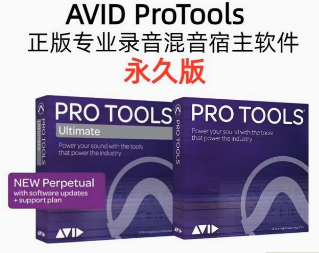 AVID ProTools
正版专业录音混音宿主软件
永久版
PRO TOOLS
Ultimate
Power your sound with the tools
that power the industry
NEW Perpetual
with software updates
+ support plan
AVID
PRO TOOLS
Power your sound with the tools
that power the industry
AVID